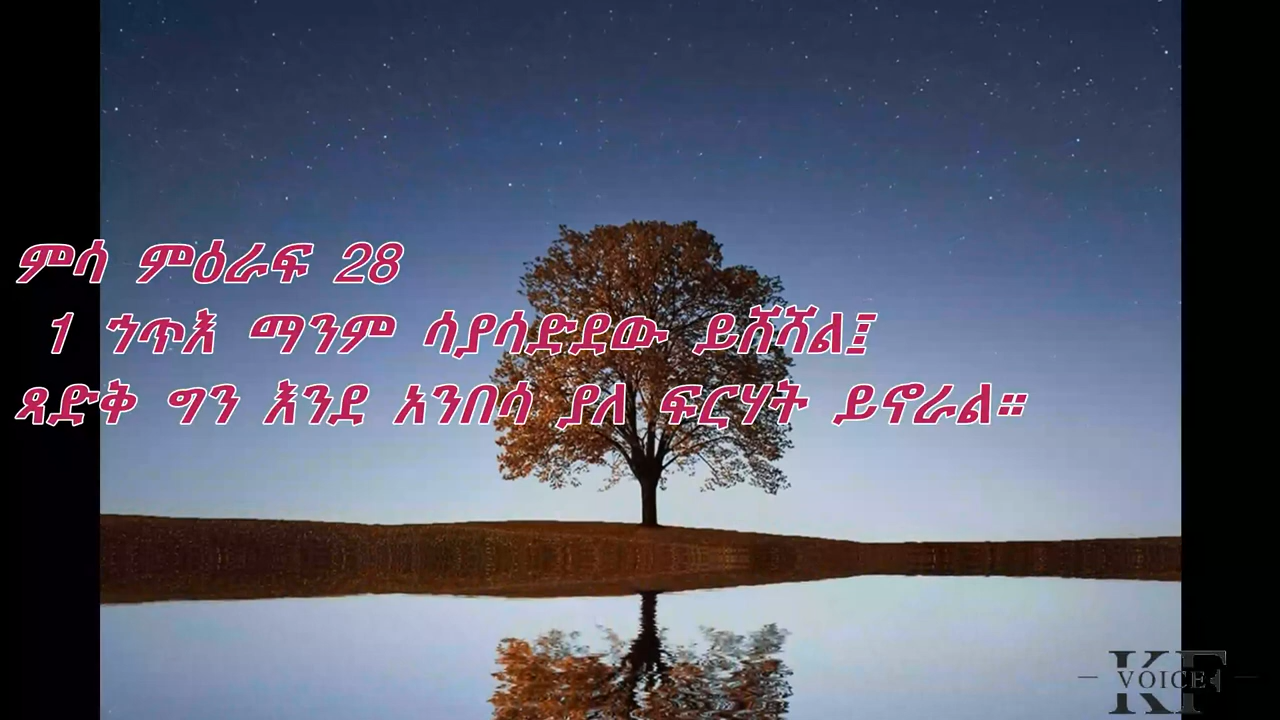 ምሳ ምዕራፍ 28
1 ኀጥእ ማንም ሳያሳድደው ይሸሻል፤
ጻድቅ ግን እንደ አንበሳ ያለ ፍርሃት ይኖራል።
KF
VOICE